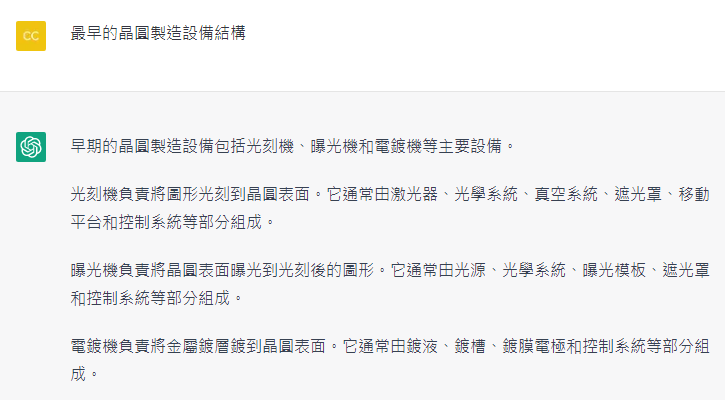 CC
最早的晶圓製造設備結構
早期的晶圓製造設備包括光刻機、曝光機和電鍍機等主要設備。
光刻機負責將圖形光刻到晶圓表面。它通常由激光器、光學系統、真空系統、遮光罩、移動
平台和控制系統等部分組成。
曝光機負責將晶圓表面曝光到光刻後的圖形。它通常由光源、光學系統、曝光模板、遮光罩
和控制系統等部分組成。
電鍍機負責將金屬鍍層鍍到晶圓表面。它通常由鍍液、鍍槽、鍍膜電極和控制系統等部分組
成。